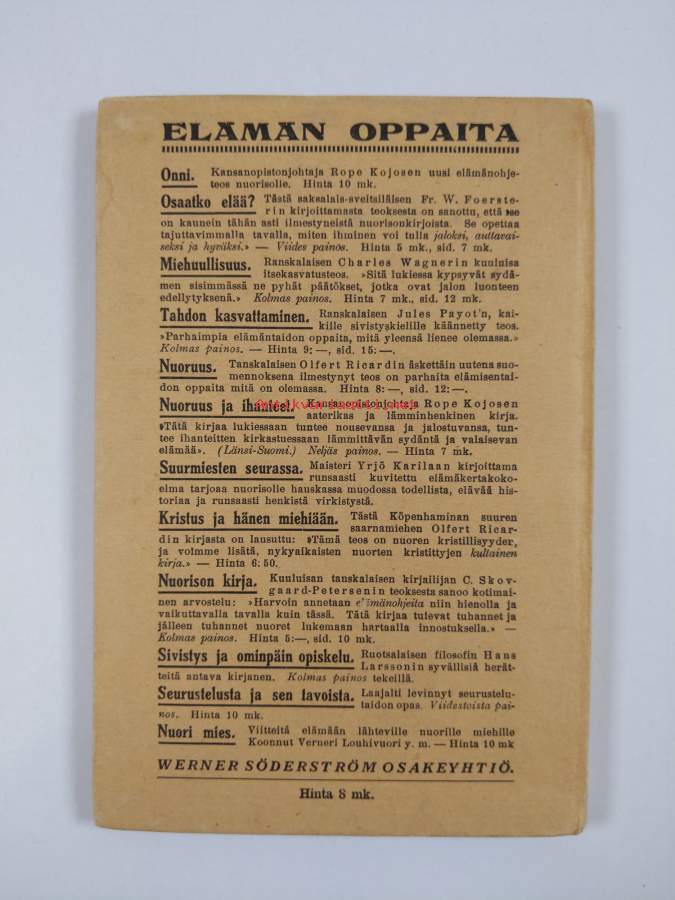 ELÄMÄN OPPAITA
Onni. Kansanopistonjohtaja Rope Kojosen uusi elämänohje-
teos nuorisolle. Hinta 10 mk.
Osaatko elää? Tästä saksalais-sveitsiläisen Fr. W. Foerste-
rin kirjoittamasta teoksesta on sanottu, että »se
on kaunein tähän asti ilmestyneistä nuorisonkirjoista. Se opettaa
tajuttavimmalla tavalla, miten ihminen voi tulla jaloksi, auttavai-
seksi ja hyväksi.» — Viides painos. Hinta 5 mk., sid. 7 mk.
Miehuullisuus. Ranskalaisen Charles Wagnerin kuuluisa
itsekasvatusteos. »Sitä lukiessa kypsyvät sydä-
men sisimmässä ne pyhät päätökset, jotka ovat jalon luonteen
edellytyksenä.» Kolmas painos. Hinta 7 mk., sid. 12 mk.
Tahdon kasvattaminen. Ranskalaisen Jules Payot'n, kai-
kille sivistyskielille käännetty teos.
»Parhaimpia elämäntaidon oppaita, mitä yleensä lienee olemassa.»
Kolmas painos. — Hinta 9: —, sid. 15: —.
Nuoruus. Tanskalaisen Olfert Ricardin äskettäin uutena suo-
mennoksena ilmestynyt teos on parhaita elämisentai-
don oppaita mitä on olemassa. Hinta 8: —, sid. 12: —.
Nuoruus ja ihanteet. Kansanopistonjohtaja Rope Kojosen
aaterikas ja lämminhenkinen kirja.
»Tätä kirjaa lukiessaan tuntee nousevansa ja jalostuvansa, tun-
tee ihanteitten kirkastuessaan lämmittävän sydäntä ja valaisevan
elämää». (Länsi-Suomi.) Neljäs painos. — Hinta 7 mk.
Suurmiesten seurassa. Maisteri Yrjö Karilaan kirjoittama
runsaasti kuvitettu elämäkertakoko-
elma tarjoaa nuorisolle hauskassa muodossa todellista, elävää his-
toriaa ja runsaasti henkistä virkistystä.
Kristus ja hänen miehiään. Tästä Köpenhaminan suuren
saarnamiehen Olfert Ricar-
din kirjasta on lausuttu: »Tämä teos on nuoren kristillisyyder,
ja voimme lisätä, nykyaikaisten nuorten kristittyjen kultainen
kirja.» — Hinta 6:50.
Nuorison kirja. Kuuluisan tanskalaisen kirjailijan C. Skov-
gaard-Petersenin teoksesta sanoo kotimai-
nen arvostelu: »Harvoin annetaan elämänohjeita niin hienolla ja
vaikuttavalla tavalla kuin tässä. Tätä kirjaa tulevat tuhannet ja
jälleen tuhannet nuoret lukemaan hartaalla innostuksella.» —
Kolmas painos. Hinta 5:—, sid. 10 mk.
Sivistys ja ominpäin opiskelu. Ruotsalaisen filosofin Hans
Larssonin syvällisiä herät-
teitä antava kirjanen. Kolmas painos tekeillä.
Seurustelusta ja sen tavoista. Laajalti levinnyt seurustelu-
taidon opas. Viidestoista pai-
nos. Hinta 10 mk.
Nuori mies. Viitteitä elämään lähteville nuorille miehille
Koonnut Verneri Louhivuori y. m. — Hinta 10 mk
WERNER SÖDERSTRÖM OSAKEYHTIÖ.
Hinta 8 mk.